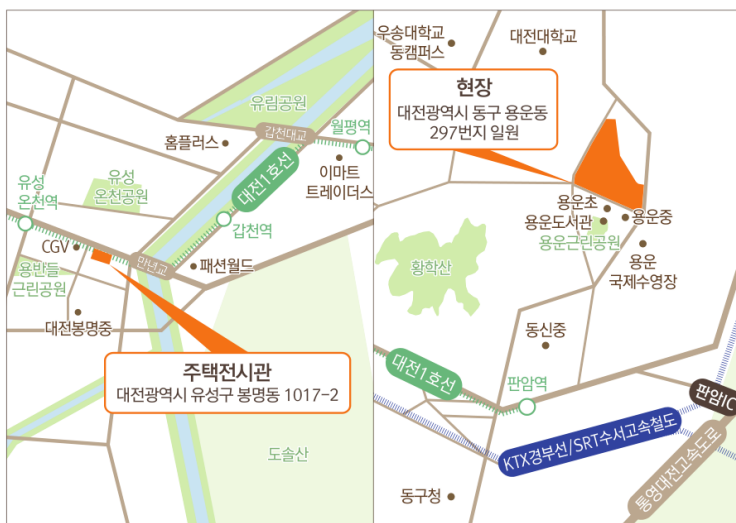 유림공원
갑천대교
월평역
홈플러스
이마트
트레이더스
대전1호선
유성
온천역
유성
온천공원
갑천역
CGV
만년교
패션월드
용반들
근린공원
대전봉명중
주택전시관
대전광역시 유성구 봉명동 1017-2
도솔산
우송대학교
동캠퍼스
대전대학교
현장
대전광역시 동구 용운동
297번지 일원
용운초
용운도서관
용운중
용운근린공원
용운
국제수영장
황학산
동신중
대전1호선
판암역
판암IC
KTX경부선/SRT수서고속철도
통영대전고속도로
동구청